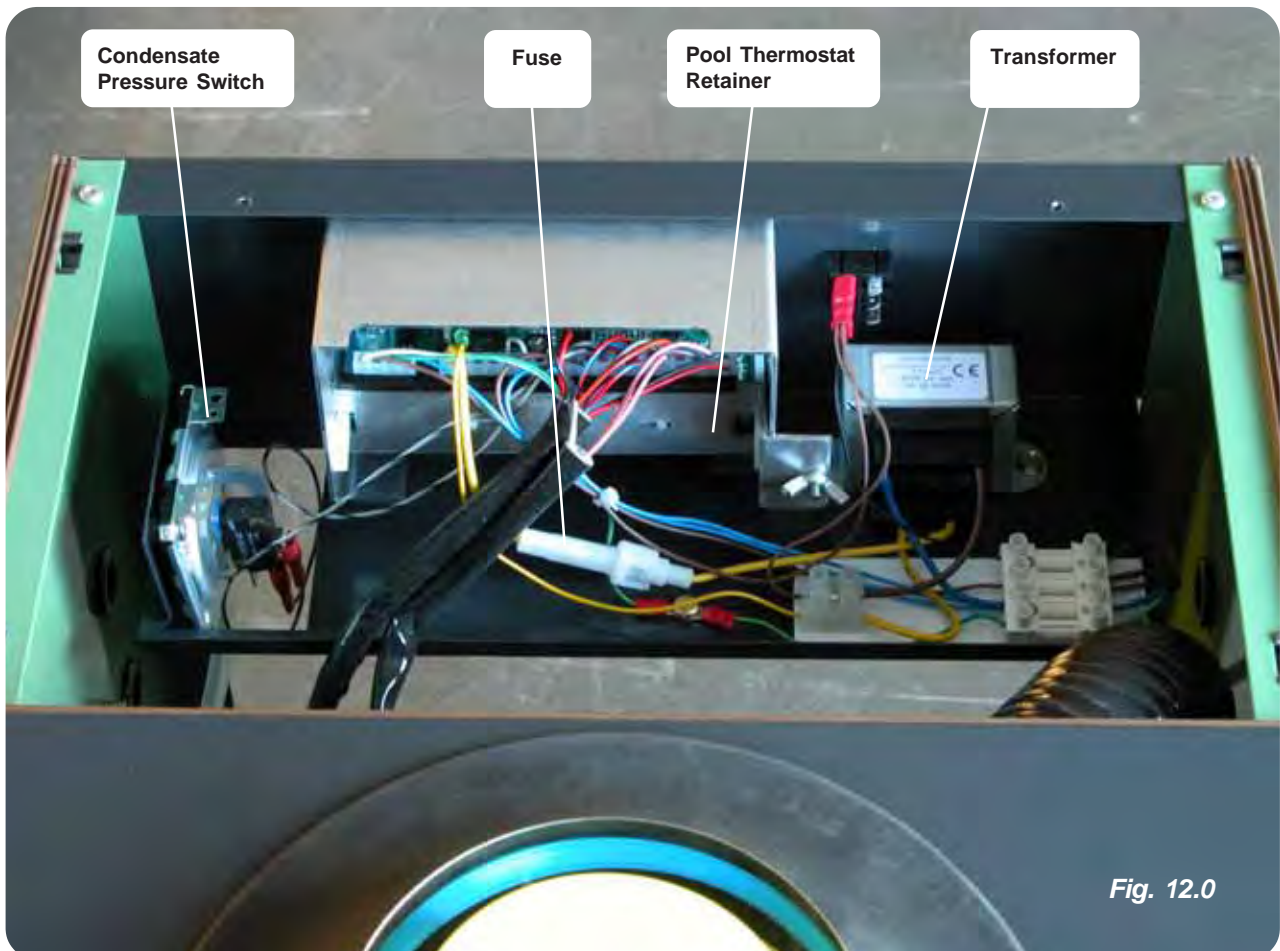 Condensate
Pressure Switch
Fuse
Pool Thermostat
Retainer
Transformer
CE
Fig. 12.0